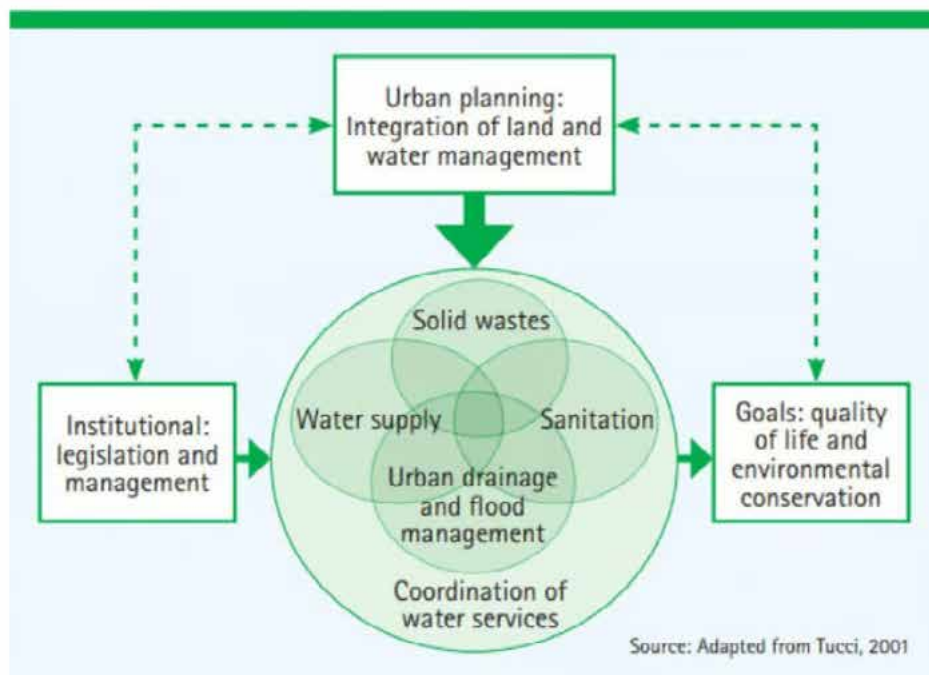 Urban planning:
Integration of land and
water management
Solid wastes
Water supply
Sanitation
Urban drainage
and flood
management
Coordination of
water services
Institutional:
legislation and
management
Goals: quality
of life and
environmental
conservation
Source: Adapted from Tucci, 2001